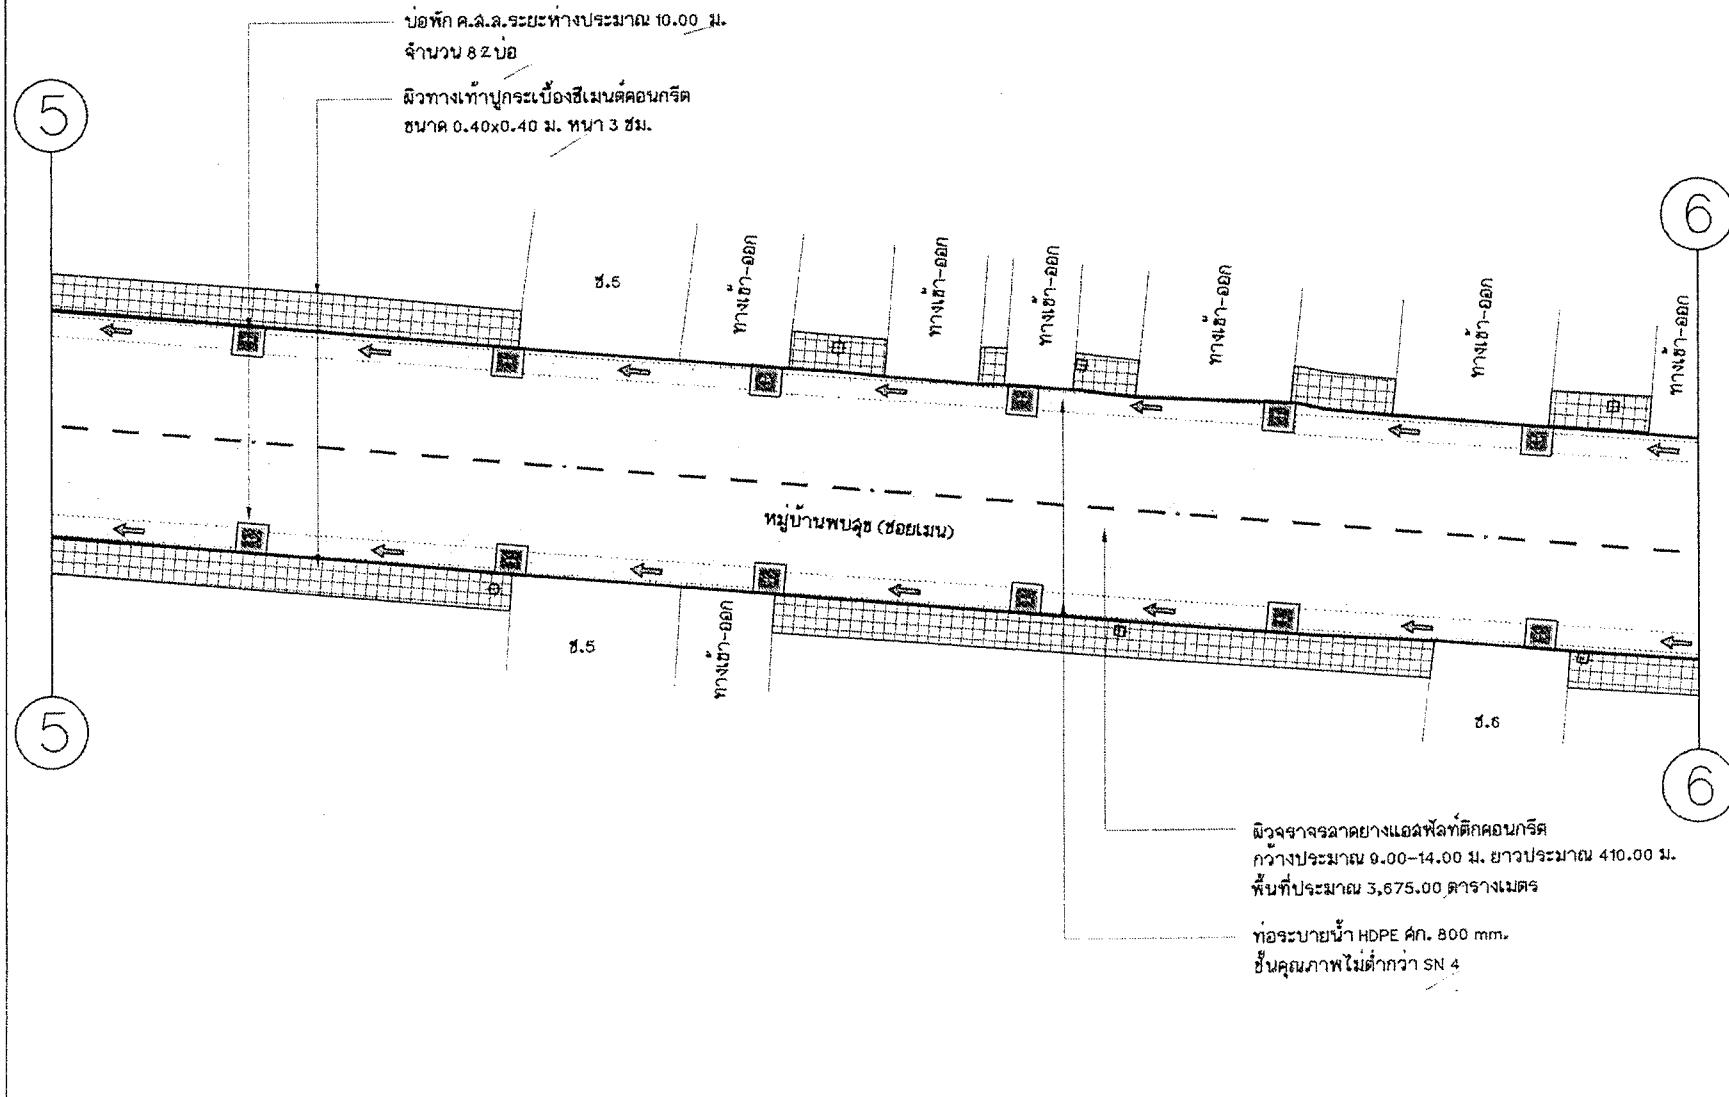 บ่อพัก ค.ส.ล.ระยะห่างประมาณ 10.00 ม.
จำนวน 82 บ่อ
ผิวทางเท้าปูกระเบื้องซีเมนต์คอนกรีต
ขนาด 0.40x0.40 ม. หนา 3 ซม.
5
6
ซ.5
ทางเข้า-ออก
ทางเข้า-ออก
ทางเข้า-ออก
ทางเข้า-ออก
ทางเข้า-ออก
ทางเข้า-ออก
หมู่บ้านพบสุข (ซอยเมน)
ซ.5
ทางเข้า-ออก
ซ.6
5
6
ผิวจราจรลาดยางแอสฟัลท์ติกคอนกรีต
กว้างประมาณ 9.00-14.00 ม. ยาวประมาณ 410.00 ม.
พื้นที่ประมาณ 3,675.00 ตารางเมตร
ท่อระบายน้ำ HDPE ศก. 800 mm.
ชั้นคุณภาพไม่ต่ำกว่า SN 4